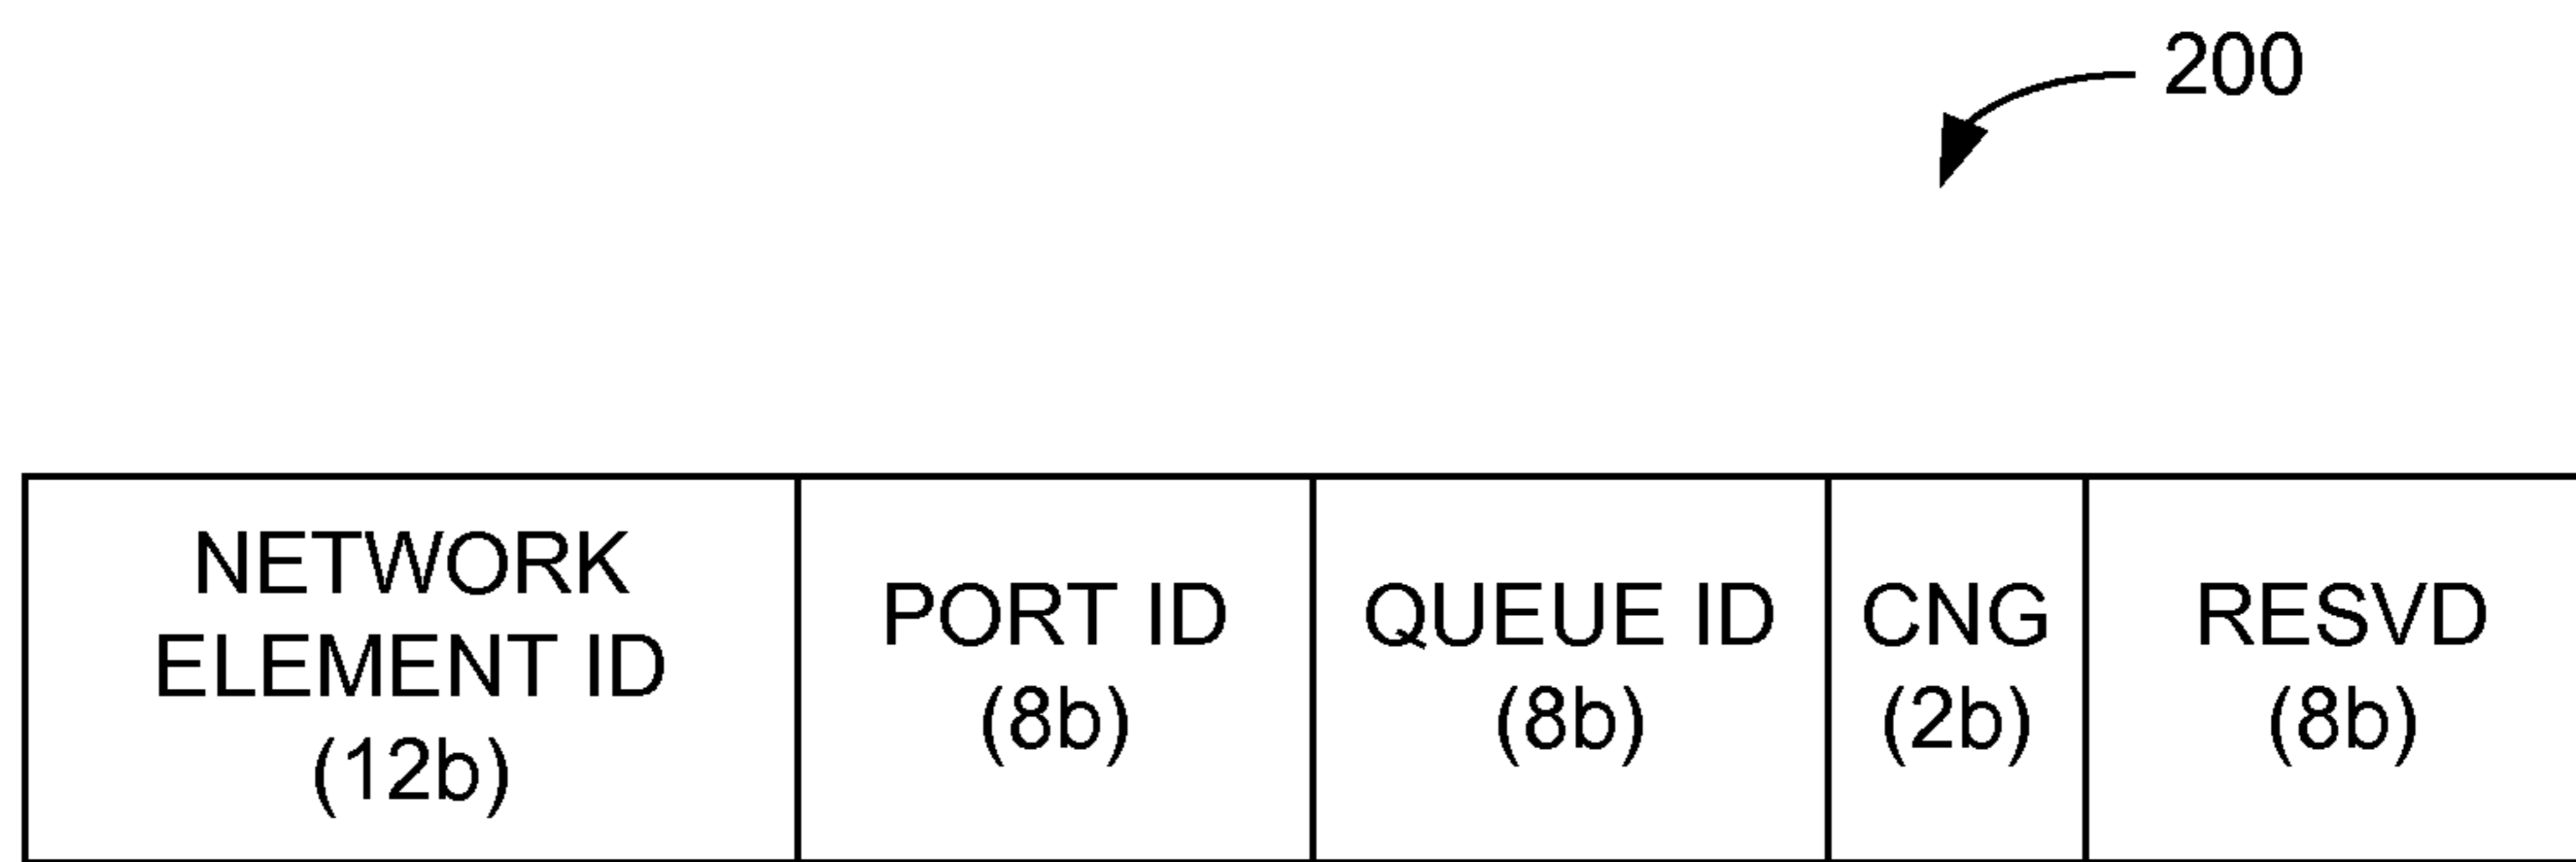 200
NETWORK
ELEMENT ID
(12b)
PORT ID
(8b)
QUEUE ID
(8b)
CNG
(2b)
RESVD
(8b)